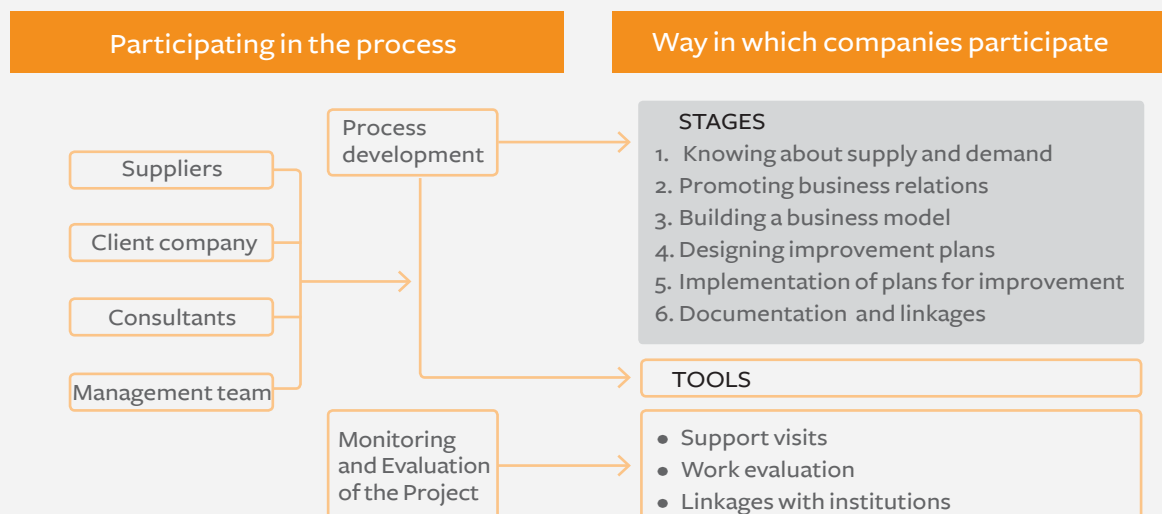 Participating in the process
Way in which companies participate
Suppliers
Client company
Consultants
Management team
Process
development
STAGES
1. Knowing about supply and demand
2. Promoting business relations
3. Building a business model
4. Designing improvement plans
5. Implementation of plans for improvement
6. Documentation and linkages
TOOLS
Monitoring
and Evaluation
of the Project
• Support visits
• Work evaluation
• Linkages with institutions